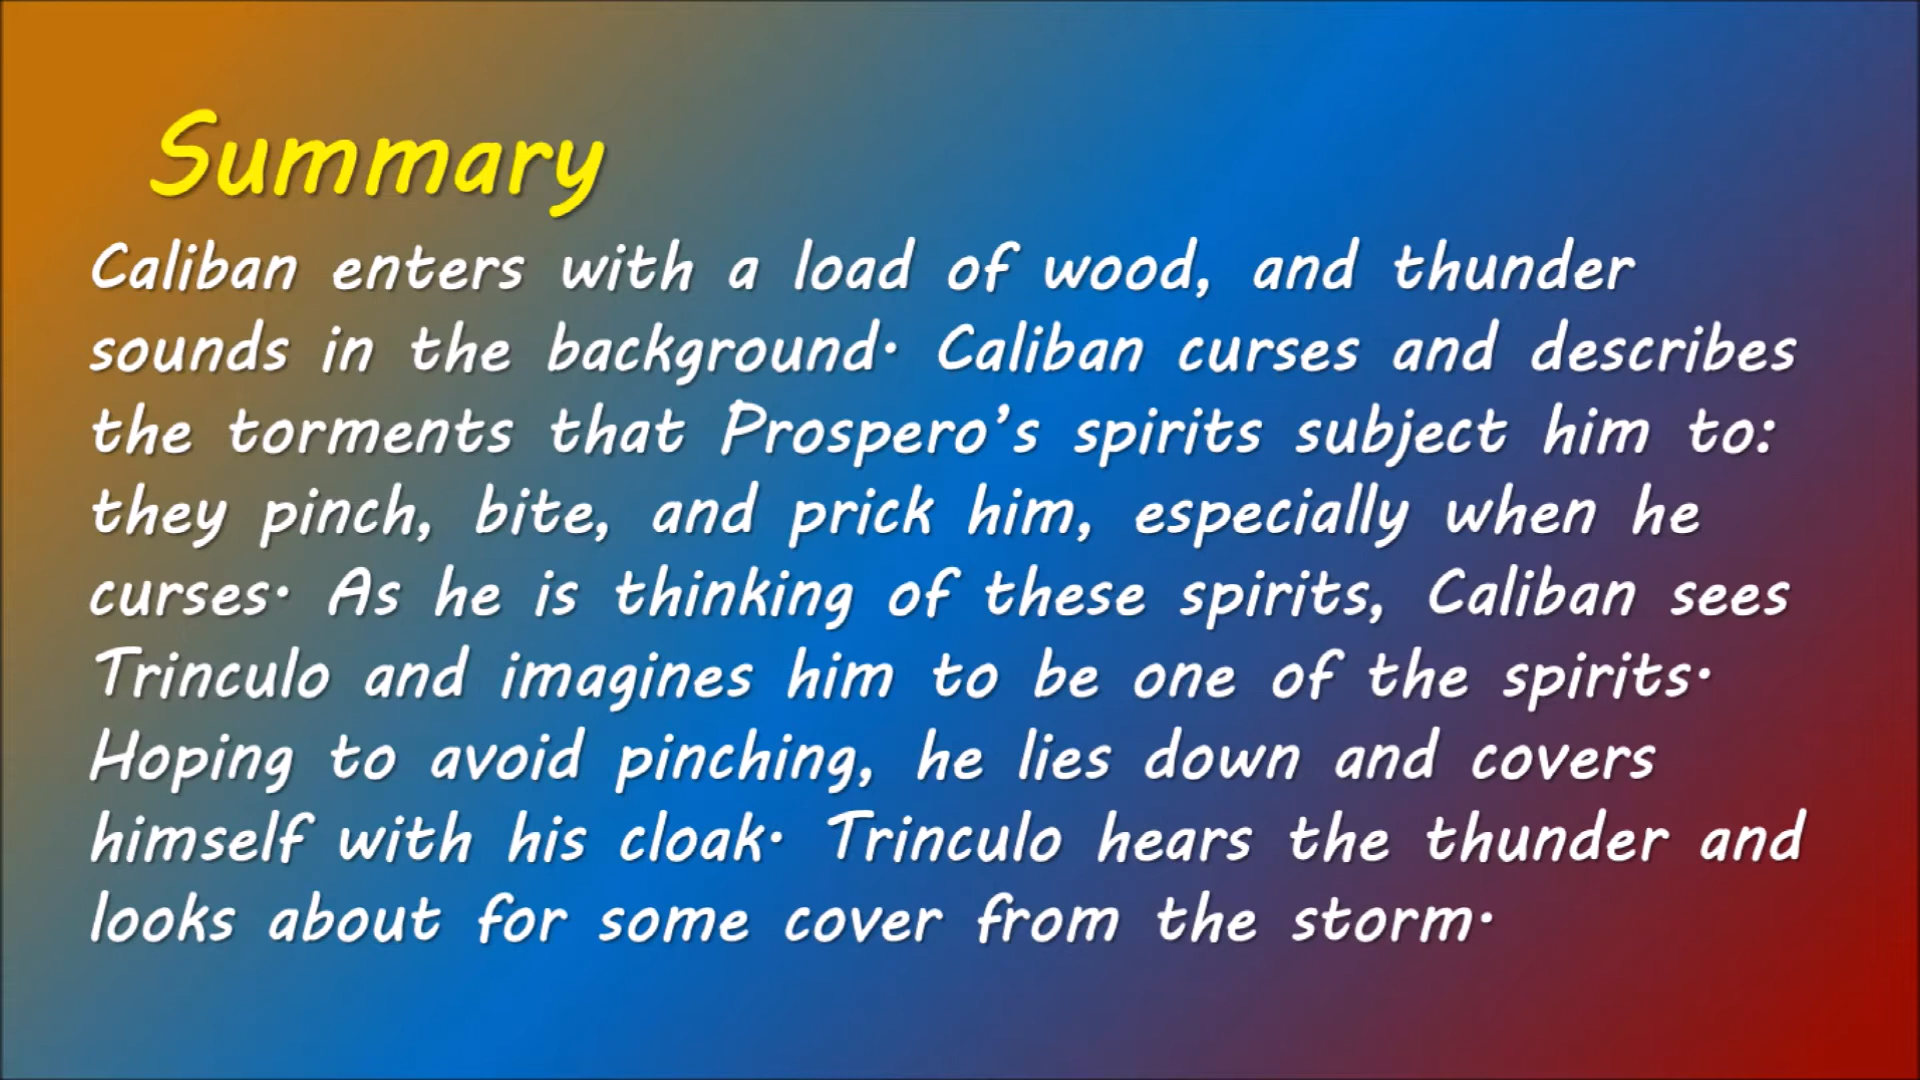 Summary
Caliban enters with a load of wood, and thunder
sounds in the background. Caliban curses and describes
the torments that Prospero’s spirits subject him to:
they pinch, bite, and prick him, especially when he
curses. As he is thinking of these spirits, Caliban sees
Trinculo and imagines him to be one of the spirits.
Hoping to avoid pinching, he lies down and covers
himself with his cloak. Trinculo hears the thunder and
looks about for some cover from the storm.